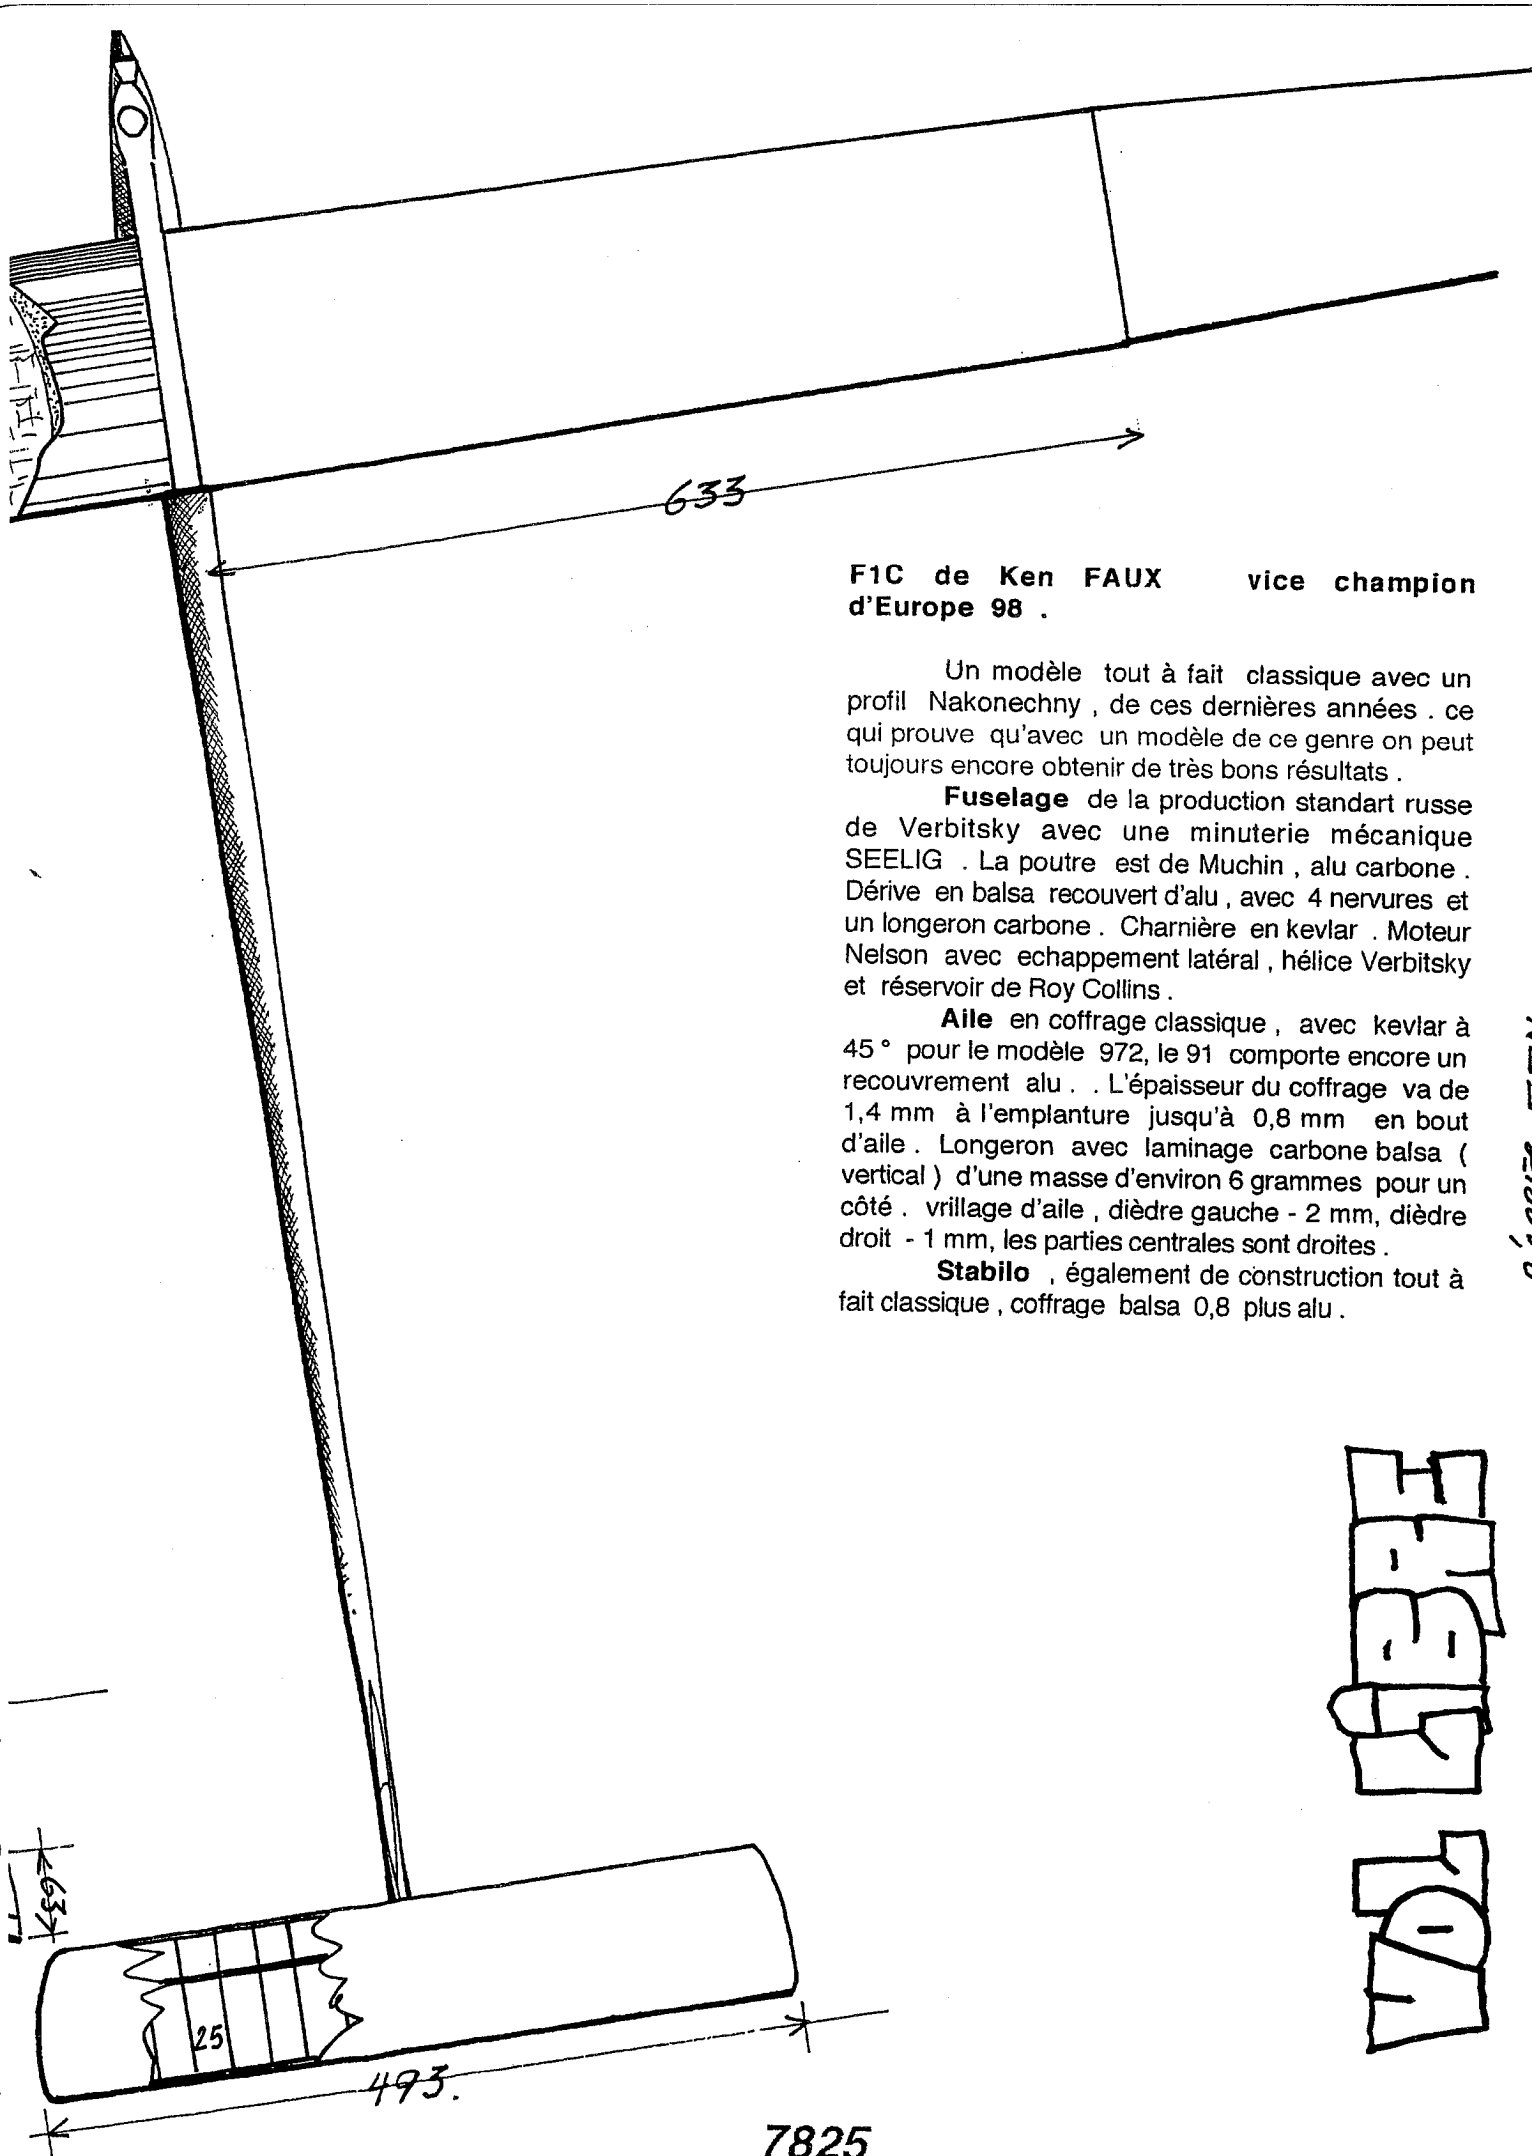 633
F1C de Ken FAUX vice champion
d'Europe 98 .
Un modèle tout à fait classique avec un
profil Nakonechny , de ces dernières années . ce
qui prouve qu'avec un modèle de ce genre on peut
toujours encore obtenir de très bons résultats .
Fuselage de la production standart russe
de Verbitsky avec une minuterie mécanique
SEELIG . La poutre est de Muchin , alu carbone .
Dérive en balsa recouvert d'alu , avec 4 nervures et
un longeron carbone . Charnière en kevlar . Moteur
Nelson avec echappement latéral , hélice Verbitsky
et réservoir de Roy Collins .
Aile en coffrage classique , avec kevlar à
45° pour le modèle 972, le 91 comporte encore un
recouvrement alu . . L'épaisseur du coffrage va de
1,4 mm à l'emplanture jusqu'à 0,8 mm en bout
d'aile . Longeron avec laminage carbone balsa (
vertical ) d'une masse d'environ 6 grammes pour un
côté . vrillage d'aile , dièdre gauche - 2 mm, dièdre
droit - 1 mm, les parties centrales sont droites .
Stabilo , également de construction tout à
fait classique , coffrage balsa 0,8 plus alu .
VOL LIBRE
63
25
493.
7825